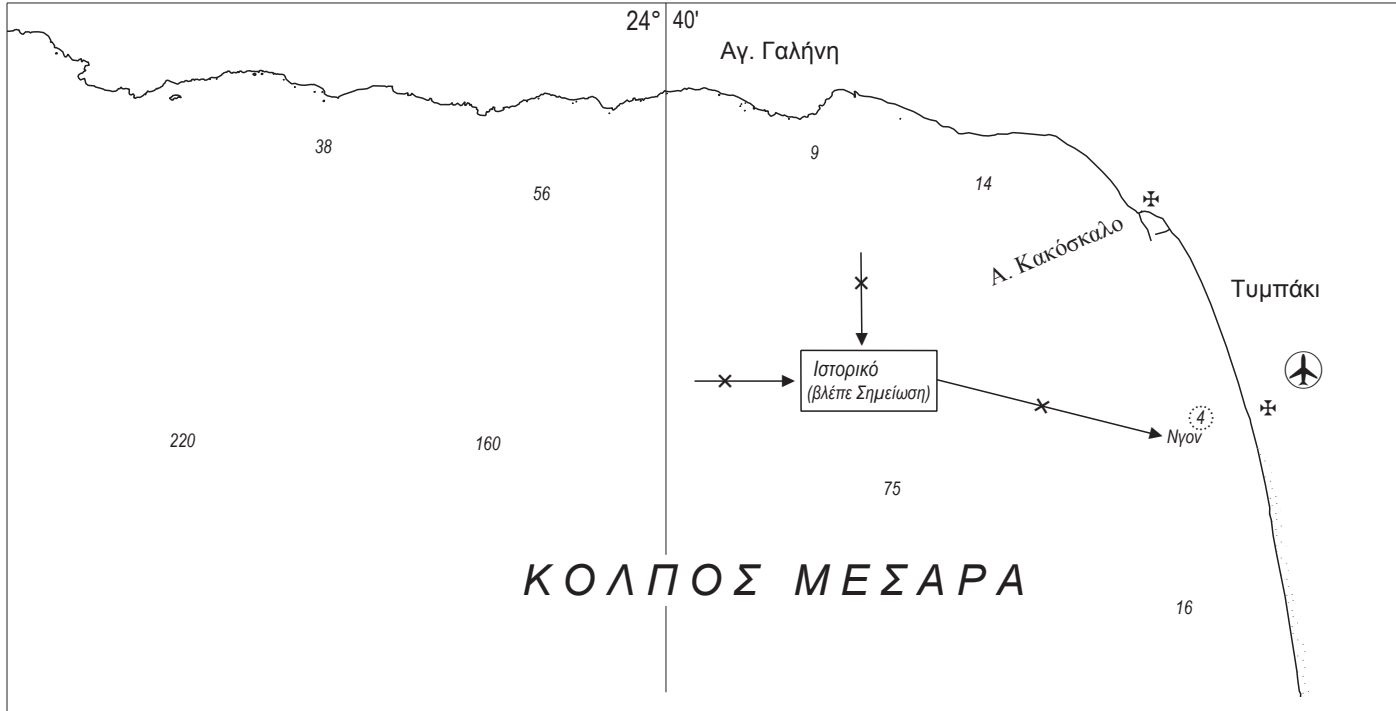 24° 40'
Αγ. Γαλήνη
38
9
56
14
Α. Κακόσκαλο
Τυμπάκι
Ιστορικό
(βλέπε Σημείωση)
4
Νγον
220
160
75
ΚΟΛΠΟΣ ΜΕΣΑΡΑ
16